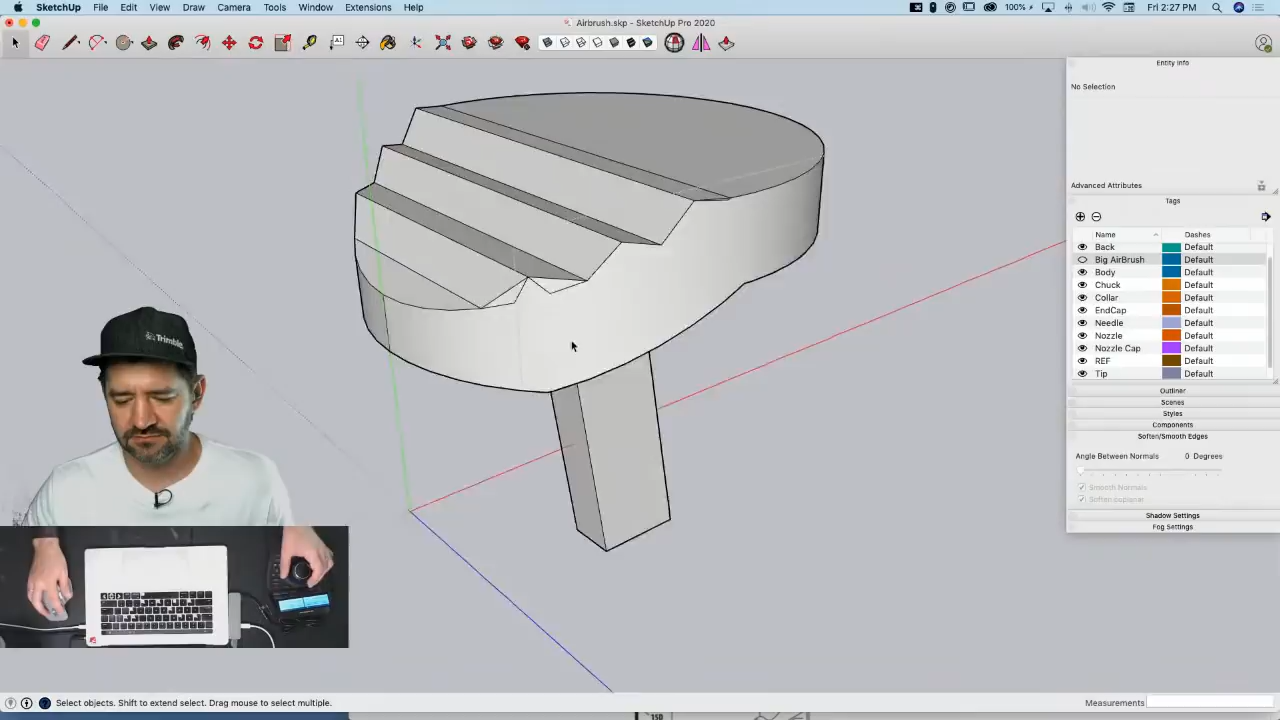 SketchUp File Edit View Draw Camera Tools Window Extensions Help 100% Fri 2:27 PM
Airbrush.skp - SketchUp Pro 2020
Entity Info
No Selection
Advanced Attributes
Tags
Name Dashes
Back Default
Big AirBrush Default
Body Default
Chuck Default
Collar Default
EndCap Default
Needle Default
Nozzle Default
Nozzle Cap Default
REF Default
Tip Default
Outliner
Scenes
Styles
Components
Soften/Smooth Edges
Angle Between Normals 0 Degrees
Smooth Normals
Soften coplanar
Shadow Settings
Fog Settings
Trimble
Select objects. Shift to extend select. Drag mouse to select multiple.
Measurements
150